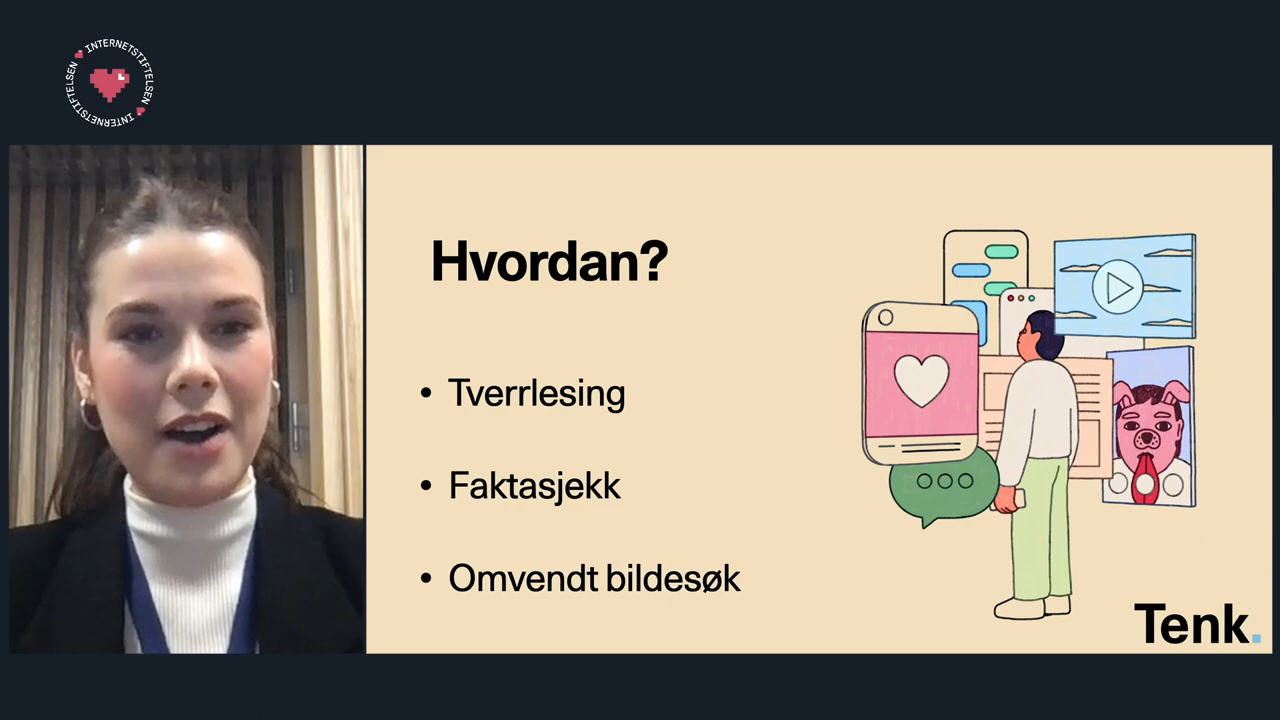 INTERNETSTIFTELSEN
INTERNETSTIFTELSEN
Hvordan?
• Tverrlesing
• Faktasjekk
• Omvendt bildesøk
Tenk.